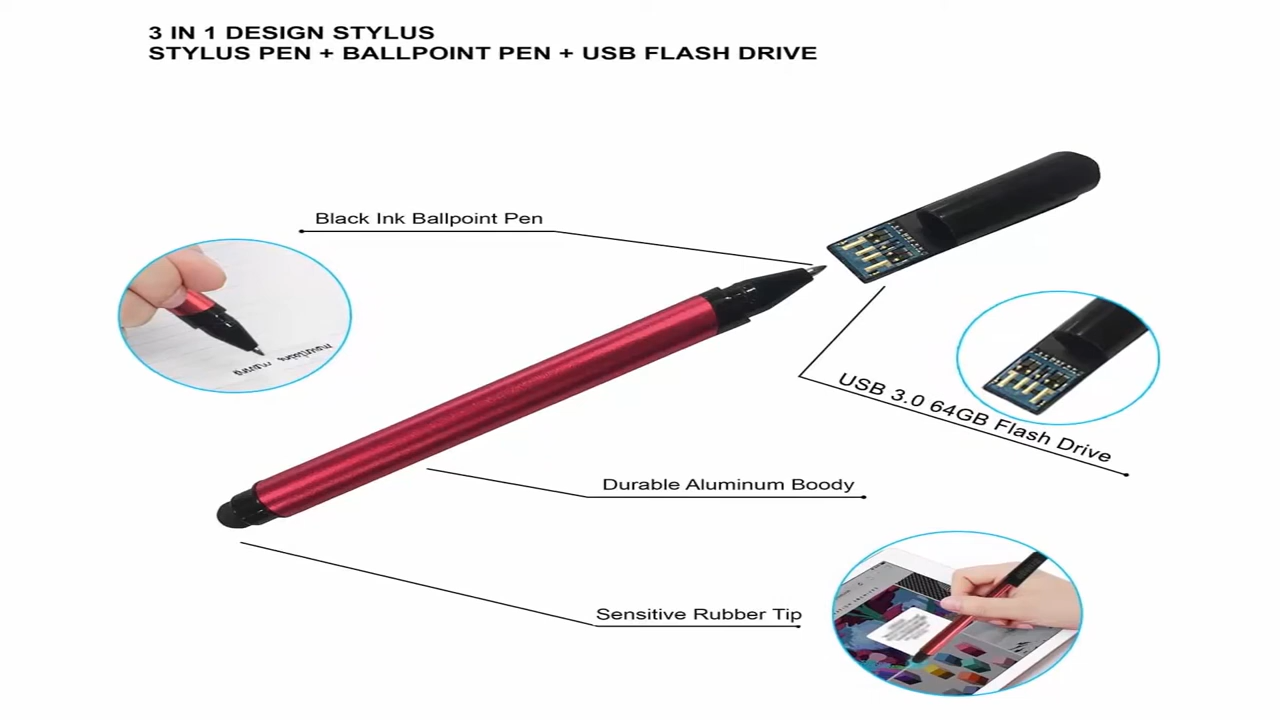 3 IN 1 DESIGN STYLUS
STYLUS PEN + BALLPOINT PEN + USB FLASH DRIVE
Black Ink Ballpoint Pen
USB 3.0 64GB Flash Drive
Durable Aluminum Boody
Sensitive Rubber Tip